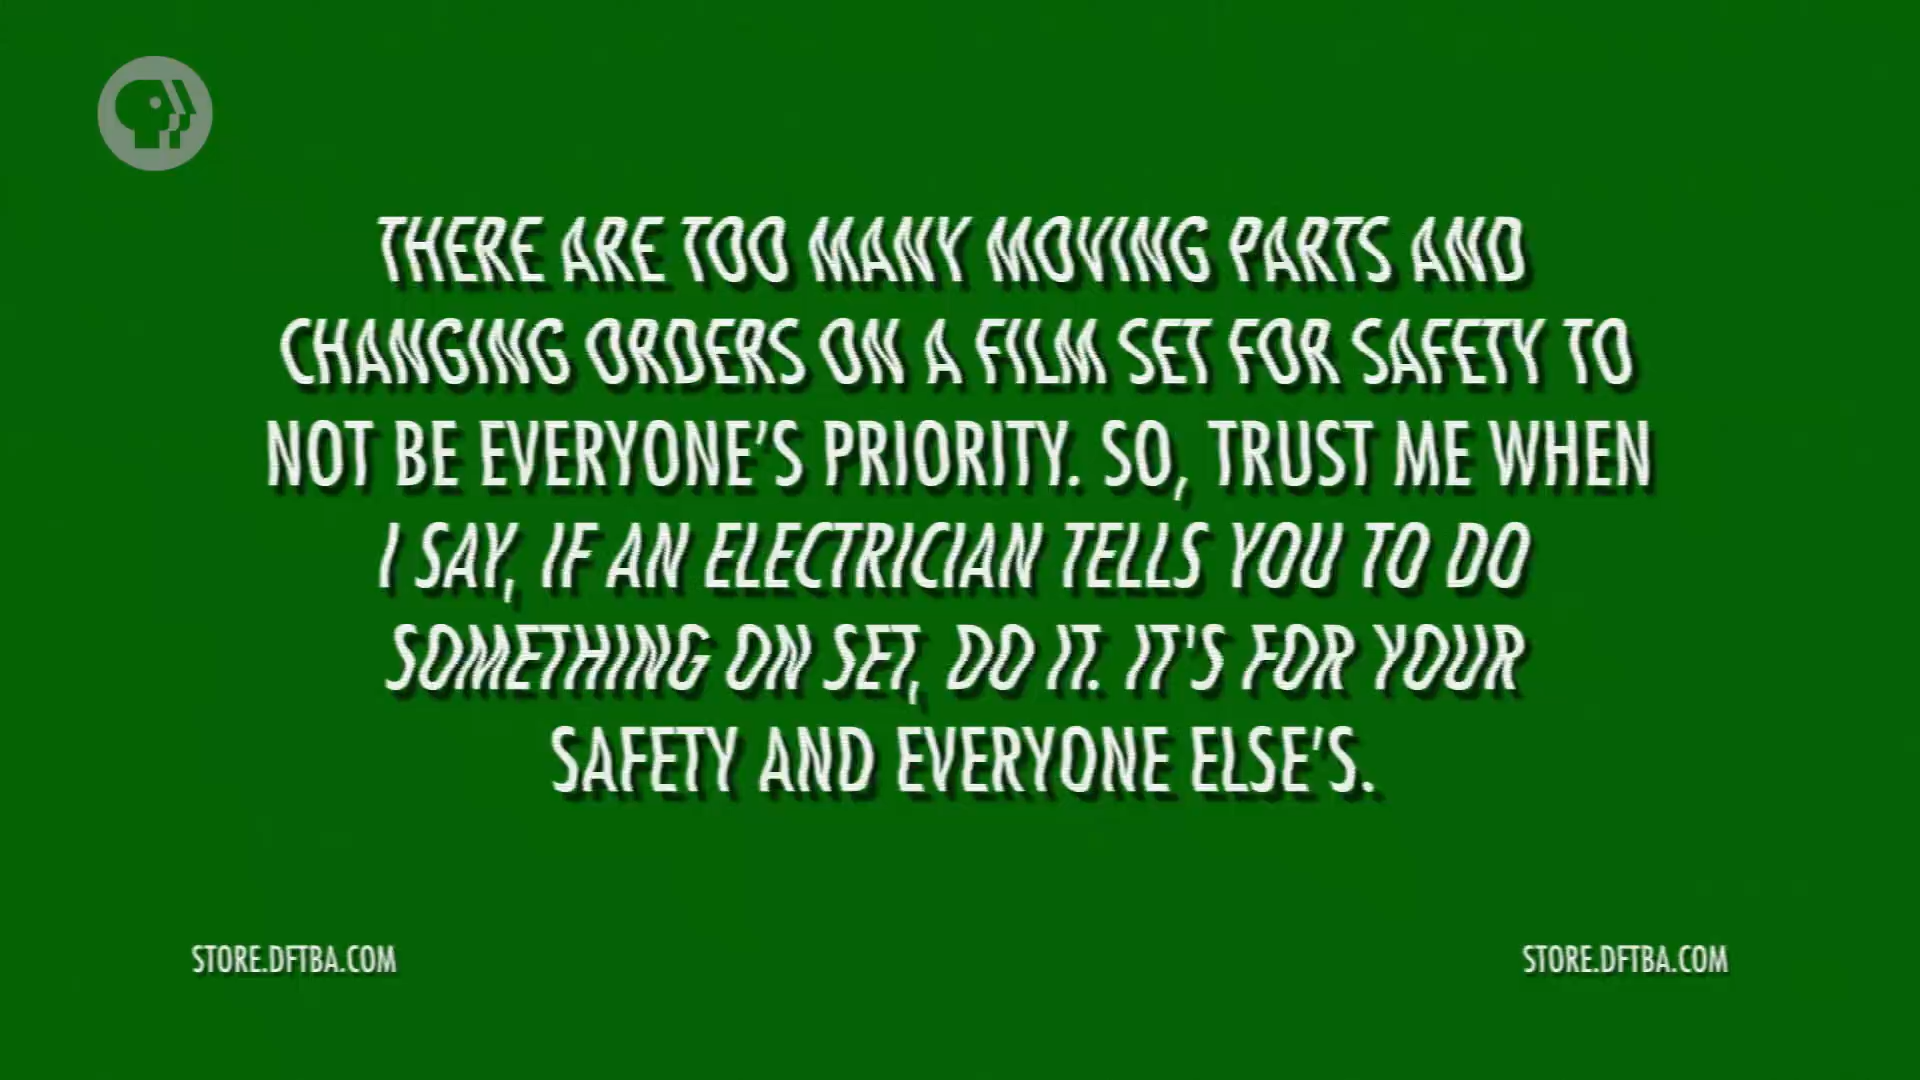 THERE ARE TOO MANY MOVING PARTS AND
CHANGING ORDERS ON A FILM SET FOR SAFETY TO
NOT BE EVERYONE'S PRIORITY. SO, TRUST ME WHEN
I SAY, IF AN ELECTRICIAN TELLS YOU TO DO
SOMETHING ON SET, DO IT. IT'S FOR YOUR
SAFETY AND EVERYONE ELSE'S.
STORE.DFTBA.COM
STORE.DFTBA.COM